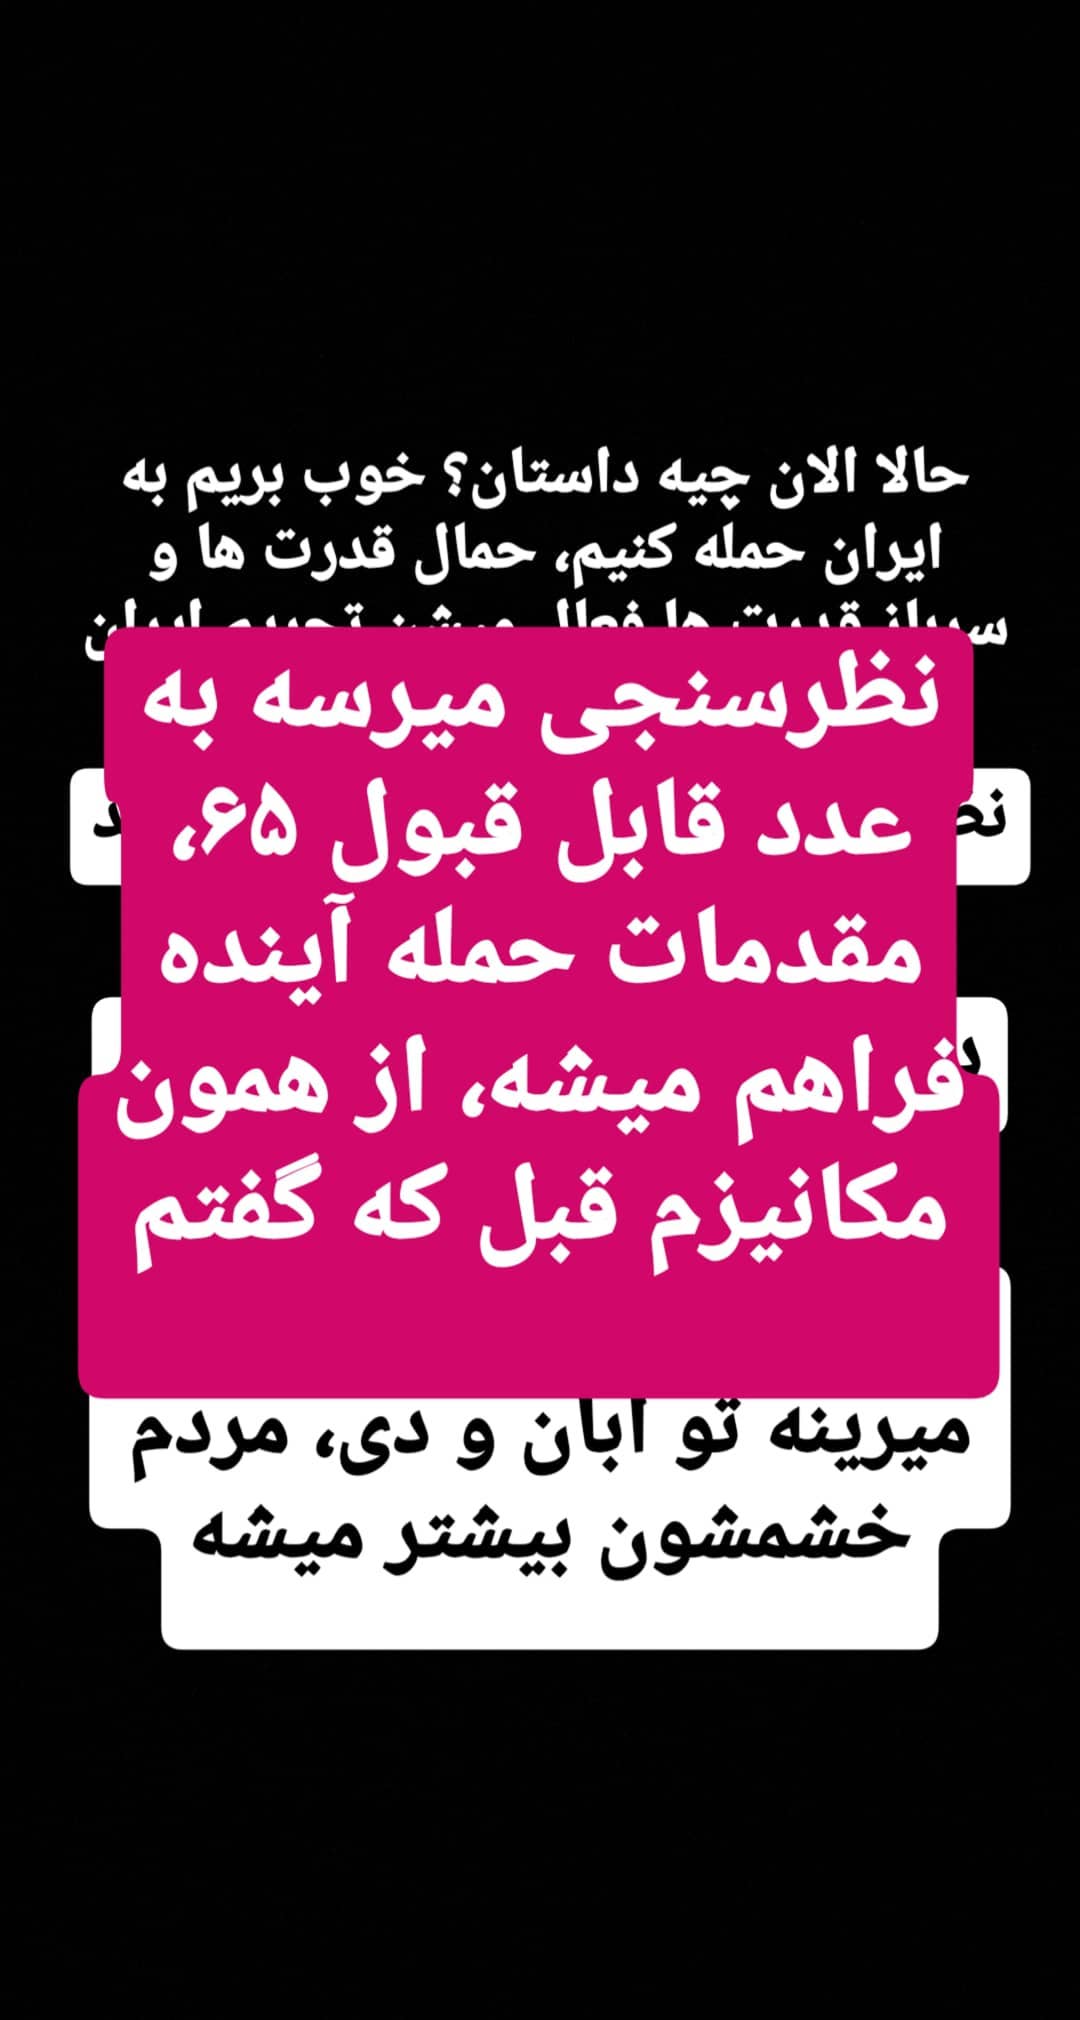 حالا الان چیه داستان؟ خوب بریم به
ایران حمله کنیم، حمال قدرت ها و
نظرسنجی میرسه به
عدد قابل قبول ۶۵،
مقدمات حمله آینده
فراهم میشه، از همون
مکانیزم قبل که گفتم
میرینه تو آبان و دی، مردم
خشمشون بیشتر میشه